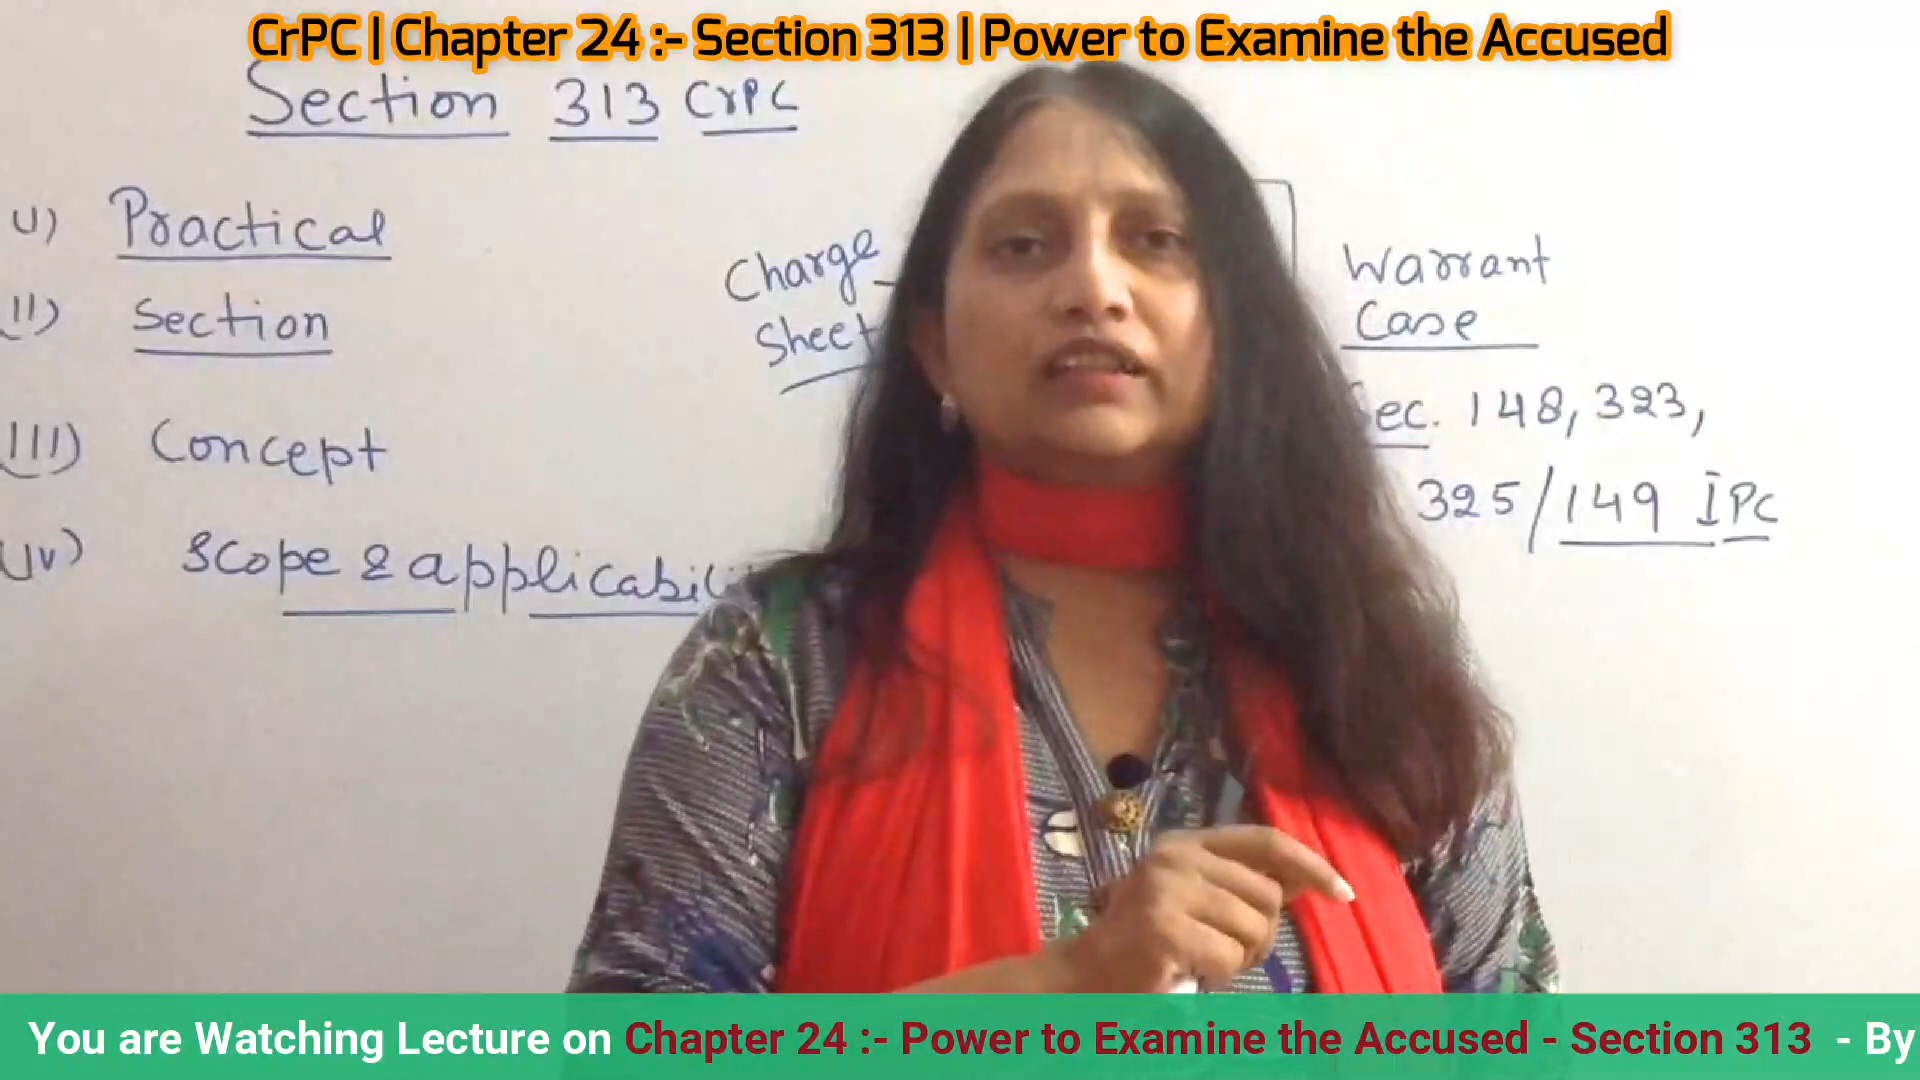 CrPC | Chapter 24 :- Section 313 | Power to Examine the Accused
Section 313 CrPC
(I) Practical
(II) Section
(III) Concept
(IV) Scope & applicabili
Charge
Sheet
Warrant
Case
Sec. 148, 323,
325/149 IPC
You are Watching Lecture on Chapter 24 :- Power to Examine the Accused - Section 313 - By